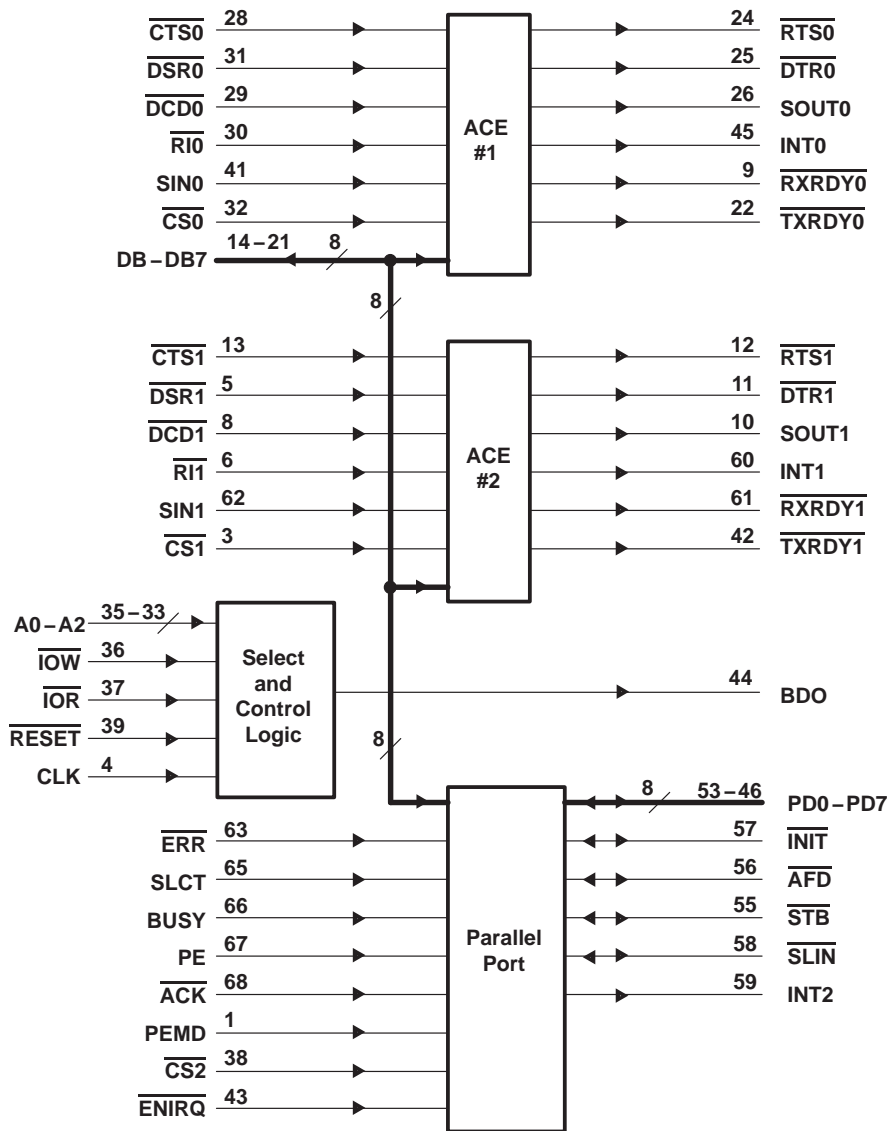 CTS0 28 24 RTS0
DSR0 31 25 DTR0
DCD0 29 26 SOUT0
ACE
#1
RI0 30 45 INT0
SIN0 41 9 RXRDY0
CS0 32 22 TXRDY0
DB–DB7 14–21 8
8
CTS1 13 12 RTS1
DSR1 5 11 DTR1
DCD1 8 10 SOUT1
ACE
#2
RI1 6 60 INT1
SIN1 62 61 RXRDY1
CS1 3 42 TXRDY1
A0–A2 35–33
IOW 36
IOR 37
RESET 39
CLK 4
Select
and
Control
Logic
44 BDO
8
8 53–46 PD0–PD7
ERR 63 57 INIT
SLCT 65 56 AFD
BUSY 66 55 STB
Parallel
Port
PE 67 58 SLIN
ACK 68 59 INT2
PEMD 1
CS2 38
ENIRQ 43